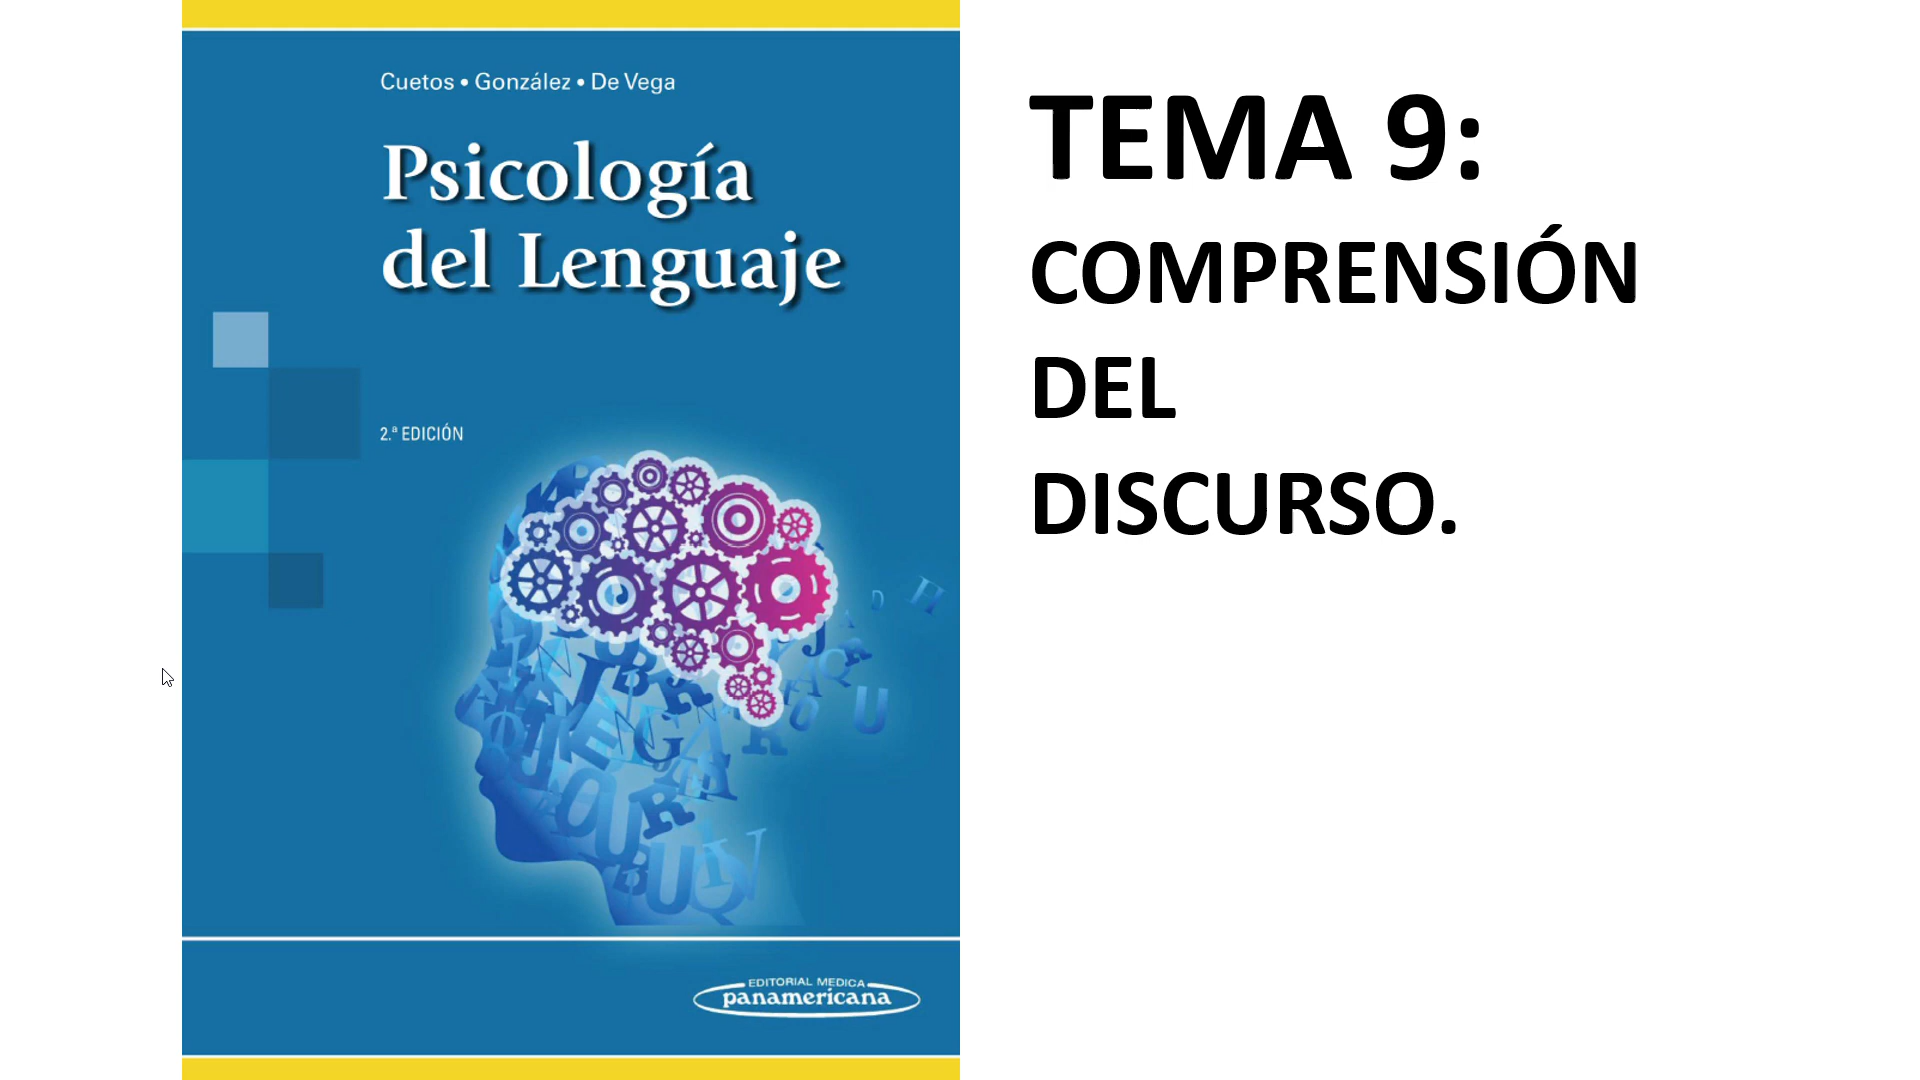 Cuetos • González • De Vega
Psicología
del Lenguaje
2.ª EDICIÓN
EDITORIAL MEDICA
panamericana
TEMA 9:
COMPRENSIÓN
DEL
DISCURSO.